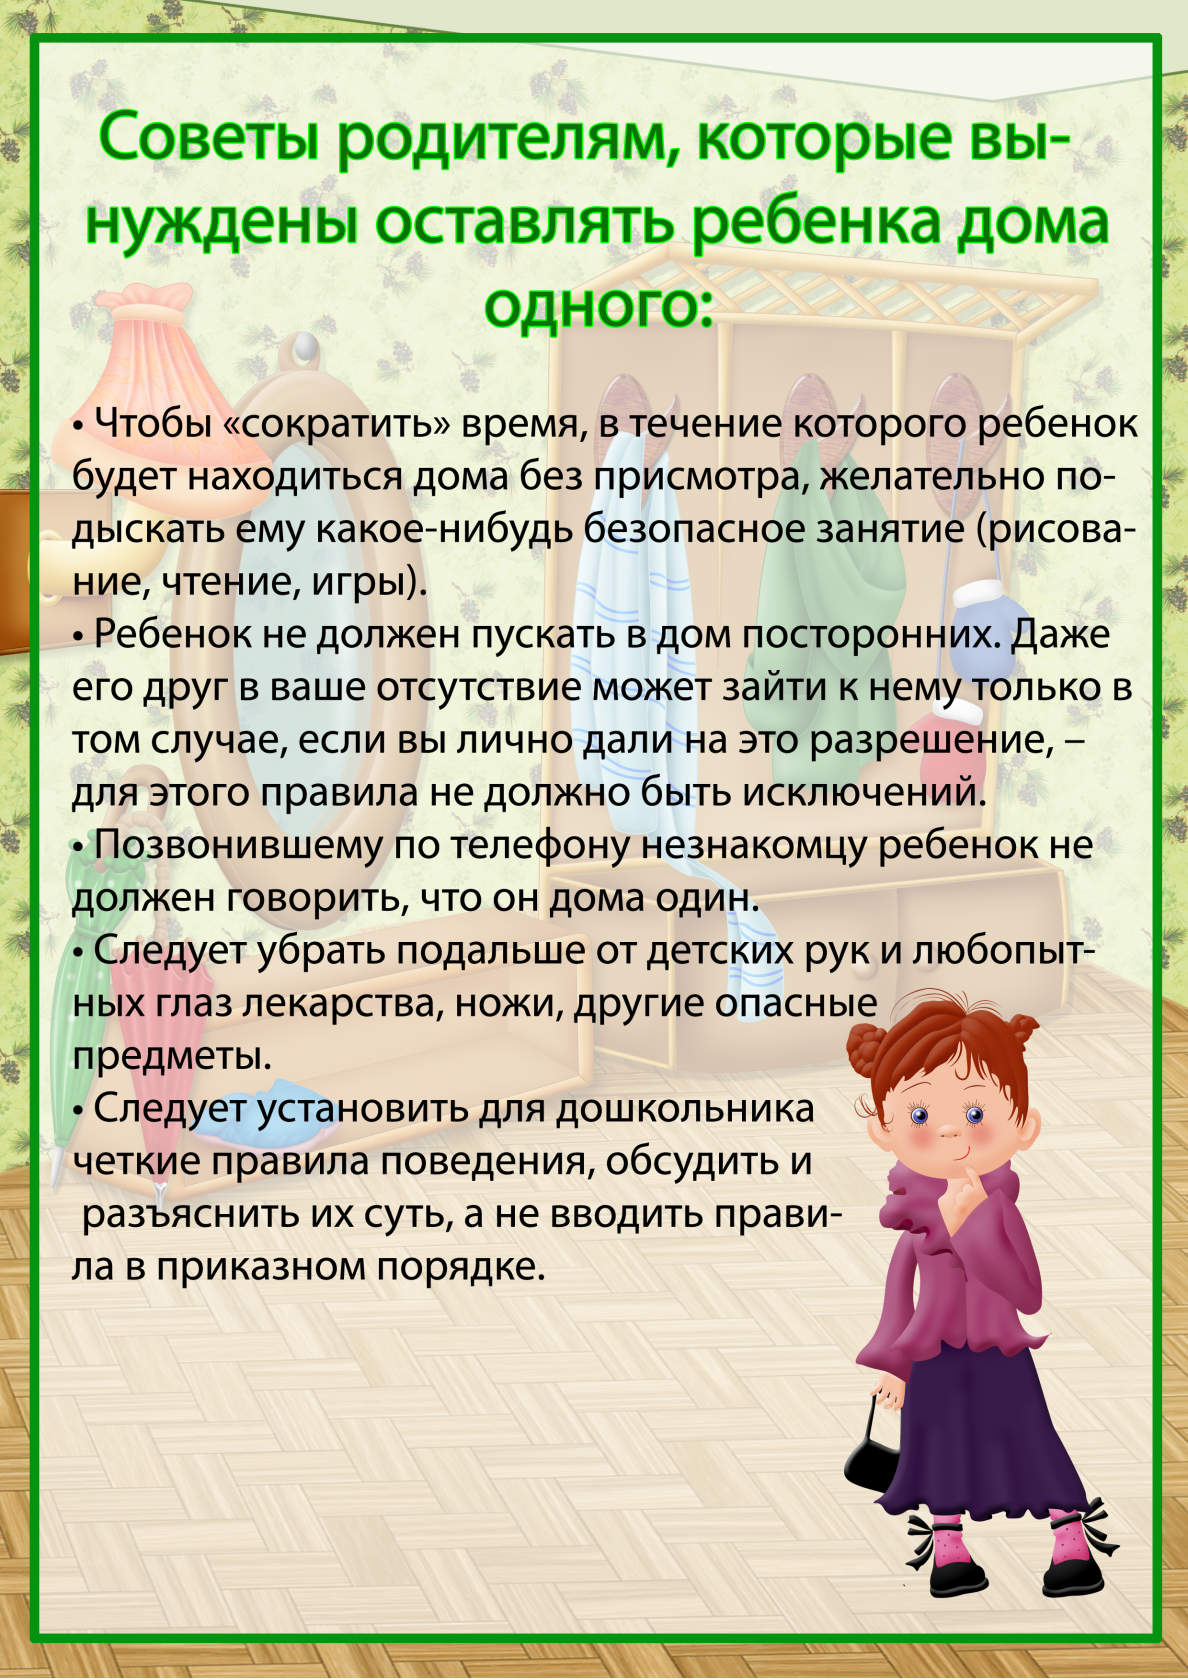 Советы родителям, которые вы-
нуждены оставлять ребенка дома
одного:
• Чтобы «сократить» время, в течение которого ребенок
будет находиться дома без присмотра, желательно по-
дыскать ему какое-нибудь безопасное занятие (рисова-
ние, чтение, игры).
• Ребенок не должен пускать в дом посторонних. Даже
его друг в ваше отсутствие может зайти к нему только в
том случае, если вы лично дали на это разрешение, –
для этого правила не должно быть исключений.
• Позвонившему по телефону незнакомцу ребенок не
должен говорить, что он дома один.
• Следует убрать подальше от детских рук и любопыт-
ных глаз лекарства, ножи, другие опасные
предметы.
• Следует установить для дошкольника
четкие правила поведения, обсудить и
разъяснить их суть, а не вводить прави-
ла в приказном порядке.